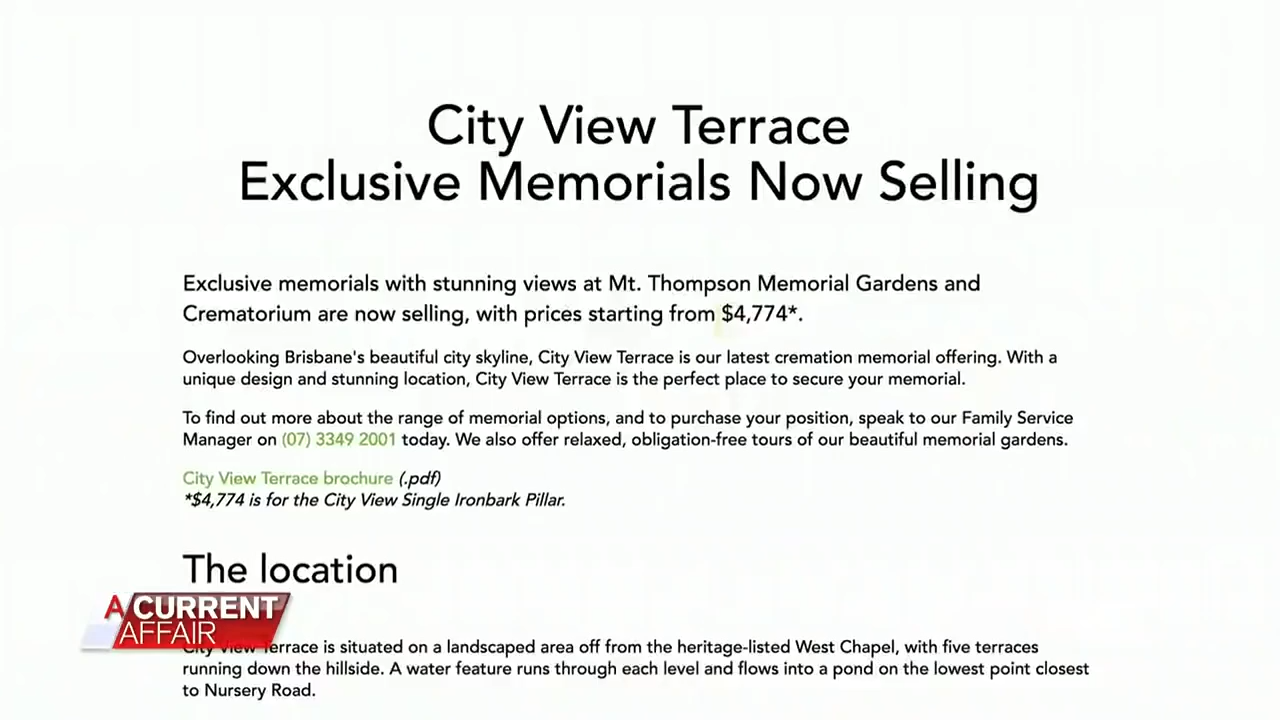 City View Terrace
Exclusive Memorials Now Selling
Exclusive memorials with stunning views at Mt. Thompson Memorial Gardens and
Crematorium are now selling, with prices starting from $4,774*.
Overlooking Brisbane's beautiful city skyline, City View Terrace is our latest cremation memorial offering. With a
unique design and stunning location, City View Terrace is the perfect place to secure your memorial.
To find out more about the range of memorial options, and to purchase your position, speak to our Family Service
Manager on (07) 3349 2001 today. We also offer relaxed, obligation-free tours of our beautiful memorial gardens.
City View Terrace brochure (.pdf)
*$4,774 is for the City View Single Ironbark Pillar.
The location
A CURRENT
AFFAIR
City View Terrace is situated on a landscaped area off from the heritage-listed West Chapel, with five terraces
running down the hillside. A water feature runs through each level and flows into a pond on the lowest point closest
to Nursery Road.